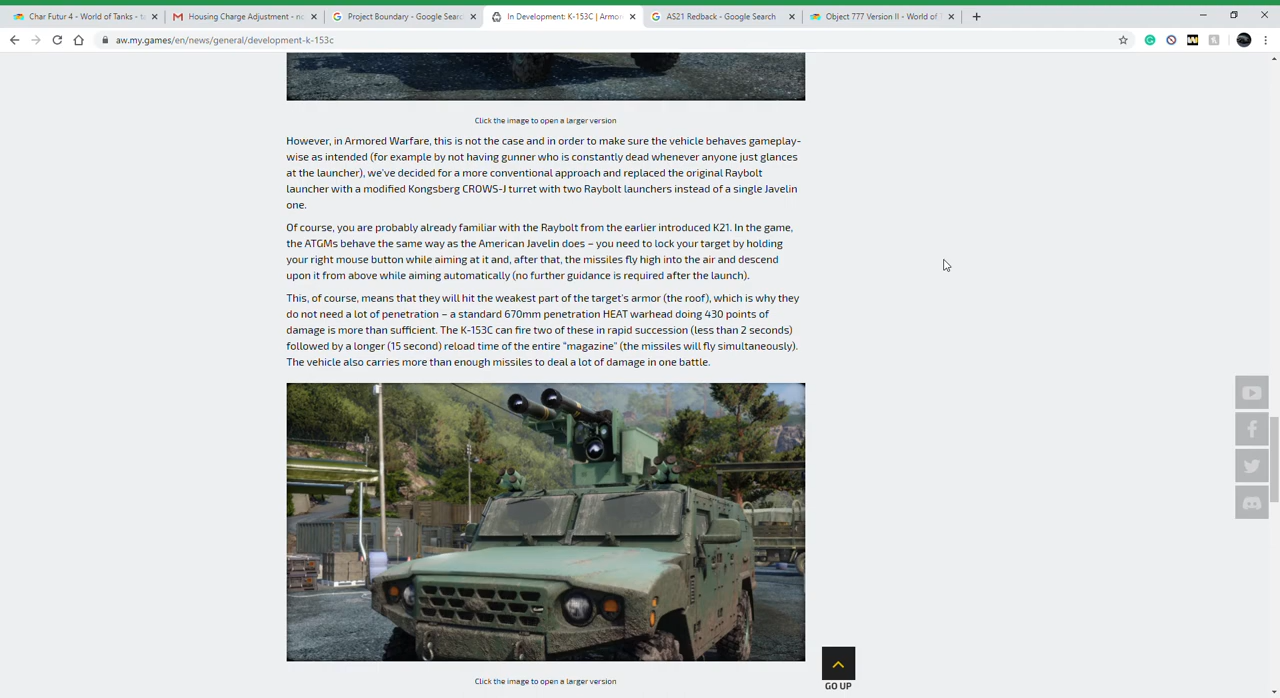 Char Futur 4 - World of Tanks - ta
Housing Charge Adjustment - no
Project Boundary - Google Searc
In Development: K-153C | Armor
AS21 Redback - Google Search
Object 777 Version II - World of T
aw.my.games/en/news/general/development-k-153c
Click the image to open a larger version
However, in Armored Warfare, this is not the case and in order to make sure the vehicle behaves gameplay-
wise as intended (for example by not having gunner who is constantly dead whenever anyone just glances
at the launcher), we've decided for a more conventional approach and replaced the original Raybolt
launcher with a modified Kongsberg CROWS-J turret with two Raybolt launchers instead of a single Javelin
one.
Of course, you are probably already familiar with the Raybolt from the earlier introduced K21. In the game,
the ATGMs behave the same way as the American Javelin does – you need to lock your target by holding
your right mouse button while aiming at it and, after that, the missiles fly high into the air and descend
upon it from above while aiming automatically (no further guidance is required after the launch).
This, of course, means that they will hit the weakest part of the target's armor (the roof), which is why they
do not need a lot of penetration – a standard 670mm penetration HEAT warhead doing 430 points of
damage is more than sufficient. The K-153C can fire two of these in rapid succession (less than 2 seconds)
followed by a longer (15 second) reload time of the entire "magazine" (the missiles will fly simultaneously).
The vehicle also carries more than enough missiles to deal a lot of damage in one battle.
Click the image to open a larger version
GO UP